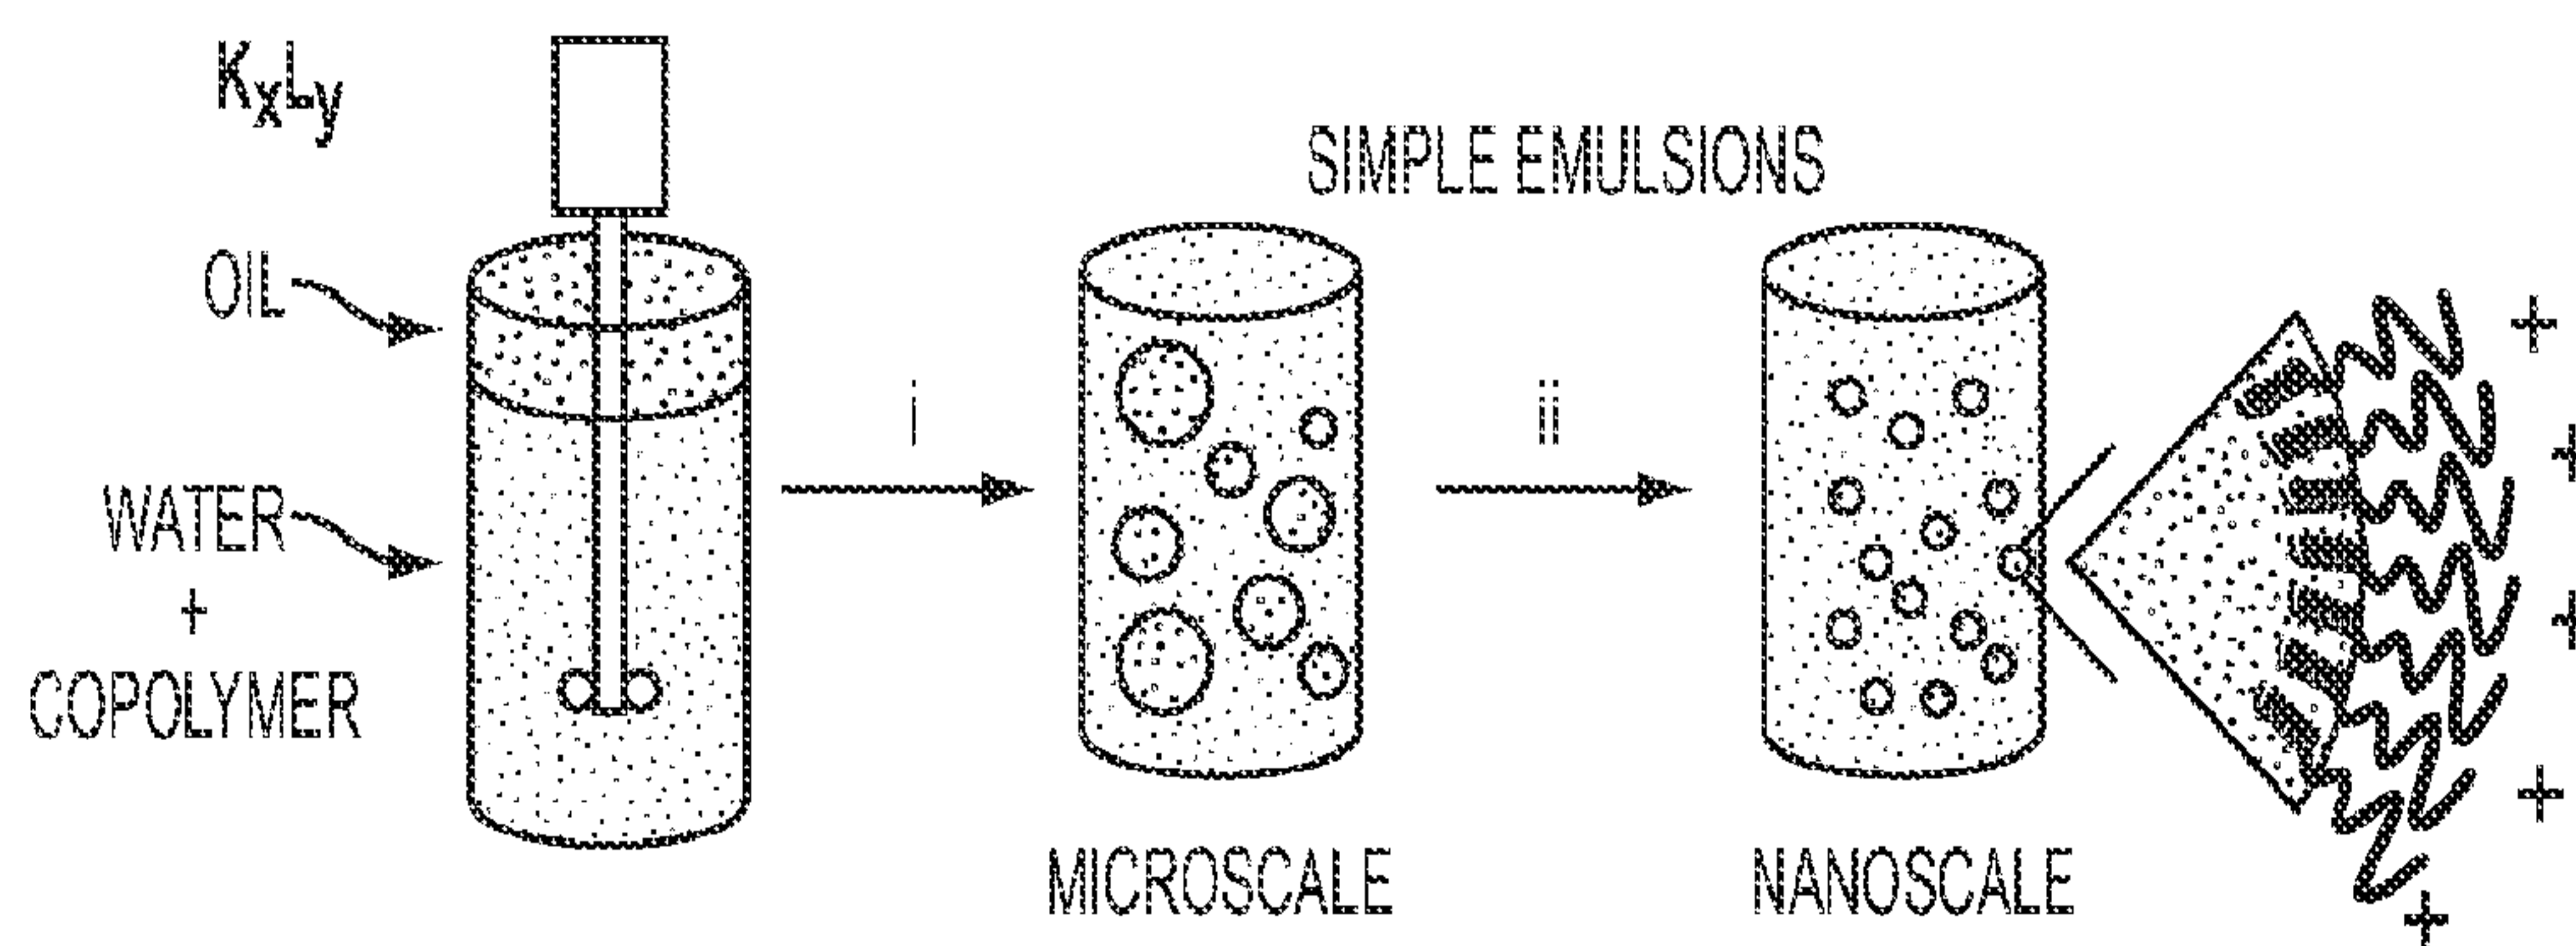 KxLy
OIL
WATER
+
COPOLYMER
i
SIMPLE EMULSIONS
ii
MICROSCALE
NANOSCALE
+
+
+
+
+